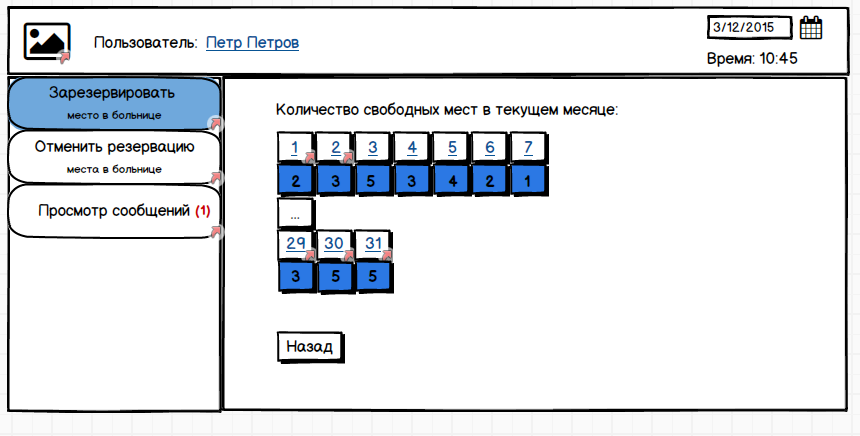 Пользователь: Петр Петров
3/12/2015
Время: 10:45
Зарезервировать
место в больнице
Отменить резервацию
места в больнице
Просмотр сообщений (1)
Количество свободных мест в текущем месяце:
1 2 3 4 5 6 7
2 3 5 3 4 2 1
...
29 30 31
3 5 5
Назад